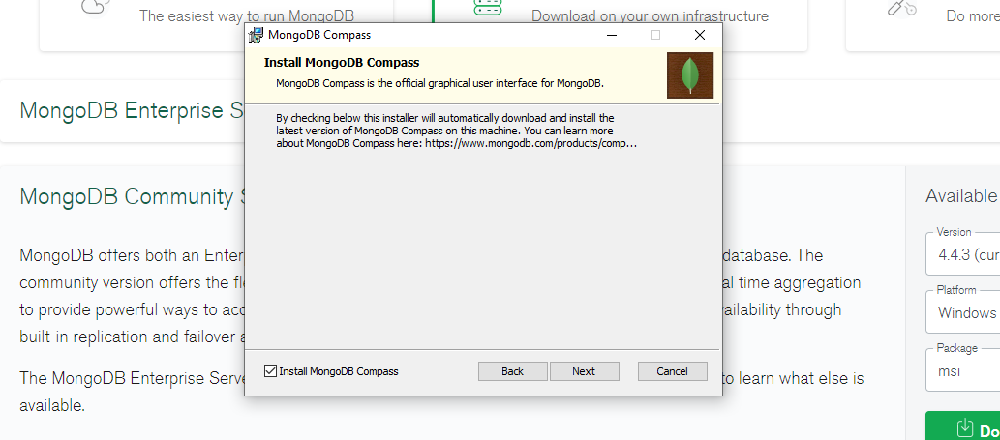 The easiest way to run MongoDB
Download on your own infrastructure
Do more
MongoDB Compass
Install MongoDB Compass
MongoDB Compass is the official graphical user interface for MongoDB.
By checking below this installer will automatically download and install the
latest version of MongoDB Compass on this machine. You can learn more
about MongoDB Compass here: https://www.mongodb.com/products/comp...
Install MongoDB Compass
Back
Next
Cancel
MongoDB Enterprise S
MongoDB Community S
MongoDB offers both an Enter database. The
community version offers the fl al time aggregation
to provide powerful ways to acc ailability through
built-in replication and failover a
The MongoDB Enterprise Serve to learn what else is
available.
Available
Version
4.4.3 (cur
Platform
Windows
Package
msi
Do